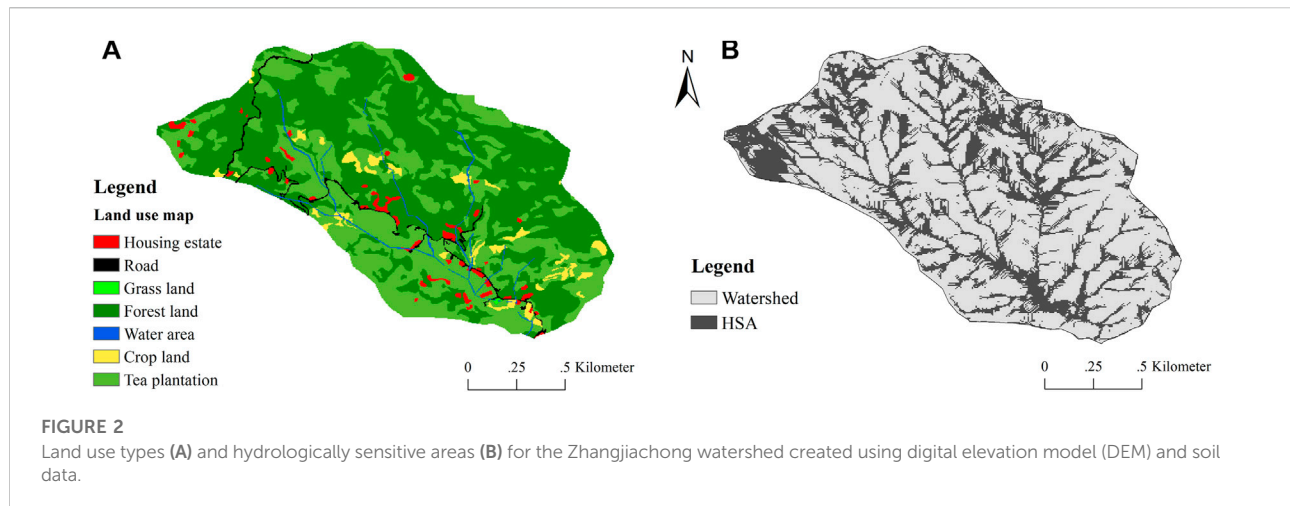 A
Legend
Land use map
Housing estate
Road
Grass land
Forest land
Water area
Crop land
Tea plantation
0 .25 .5 Kilometer
N
B
Legend
Watershed
HSA
0 .25 .5 Kilometer
FIGURE 2
Land use types (A) and hydrologically sensitive areas (B) for the Zhangjiachong watershed created using digital elevation model (DEM) and soil
data.